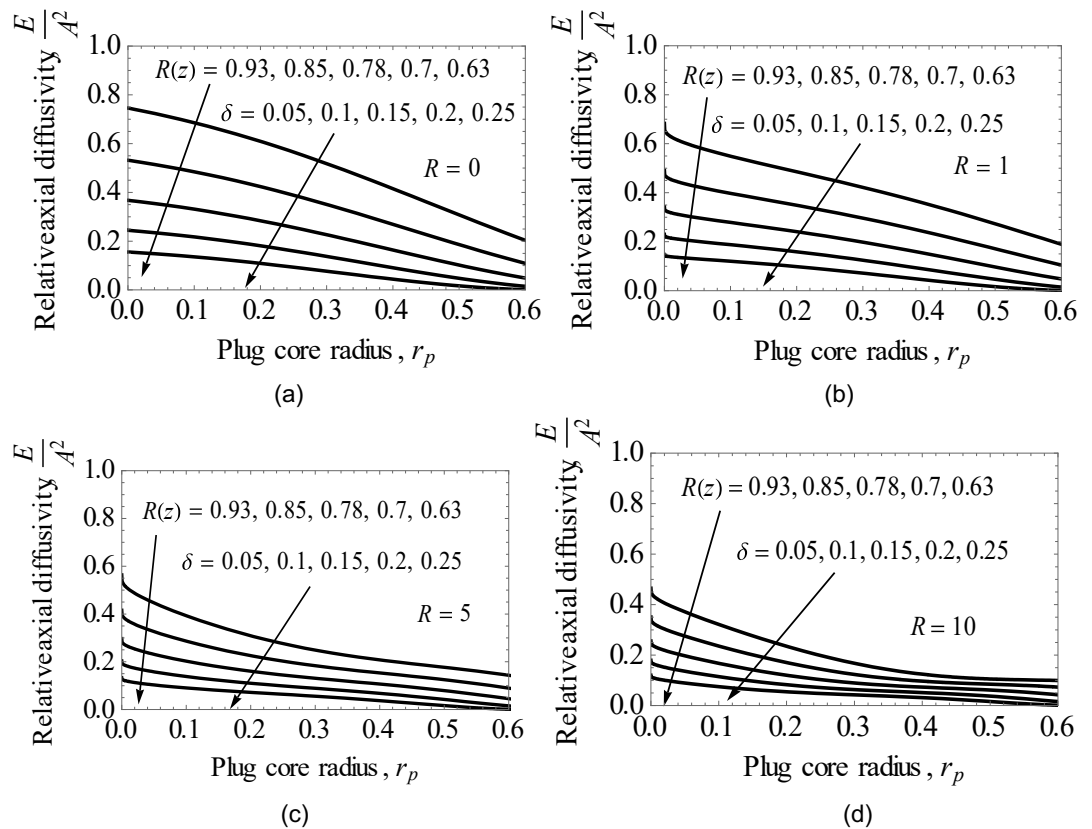 Relativeaxial diffusivity, E/A²
1.0
0.8
0.6
0.4
0.2
0.0
R(z) = 0.93, 0.85, 0.78, 0.7, 0.63
δ = 0.05, 0.1, 0.15, 0.2, 0.25
R = 0
0.0 0.1 0.2 0.3 0.4 0.5 0.6
Plug core radius , r_p
(a)
Relativeaxial diffusivity, E/A²
1.0
0.8
0.6
0.4
0.2
0.0
R(z) = 0.93, 0.85, 0.78, 0.7, 0.63
δ = 0.05, 0.1, 0.15, 0.2, 0.25
R = 1
0.0 0.1 0.2 0.3 0.4 0.5 0.6
Plug core radius , r_p
(b)
Relativeaxial diffusivity, E/A²
1.0
0.8
0.6
0.4
0.2
0.0
R(z) = 0.93, 0.85, 0.78, 0.7, 0.63
δ = 0.05, 0.1, 0.15, 0.2, 0.25
R = 5
0.0 0.1 0.2 0.3 0.4 0.5 0.6
Plug core radius , r_p
(c)
Relativeaxial diffusivity, E/A²
1.0
0.8
0.6
0.4
0.2
0.0
R(z) = 0.93, 0.85, 0.78, 0.7, 0.63
δ = 0.05, 0.1, 0.15, 0.2, 0.25
R = 10
0.0 0.1 0.2 0.3 0.4 0.5 0.6
Plug core radius , r_p
(d)